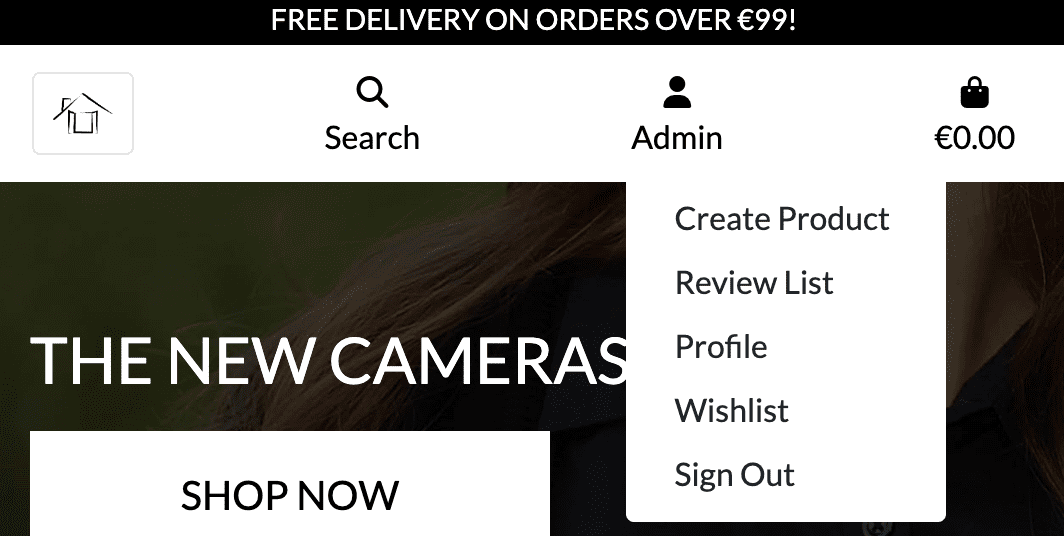 FREE DELIVERY ON ORDERS OVER €99!
Search
Admin
€0.00
Create Product
Review List
Profile
Wishlist
Sign Out
THE NEW CAMERAS
SHOP NOW